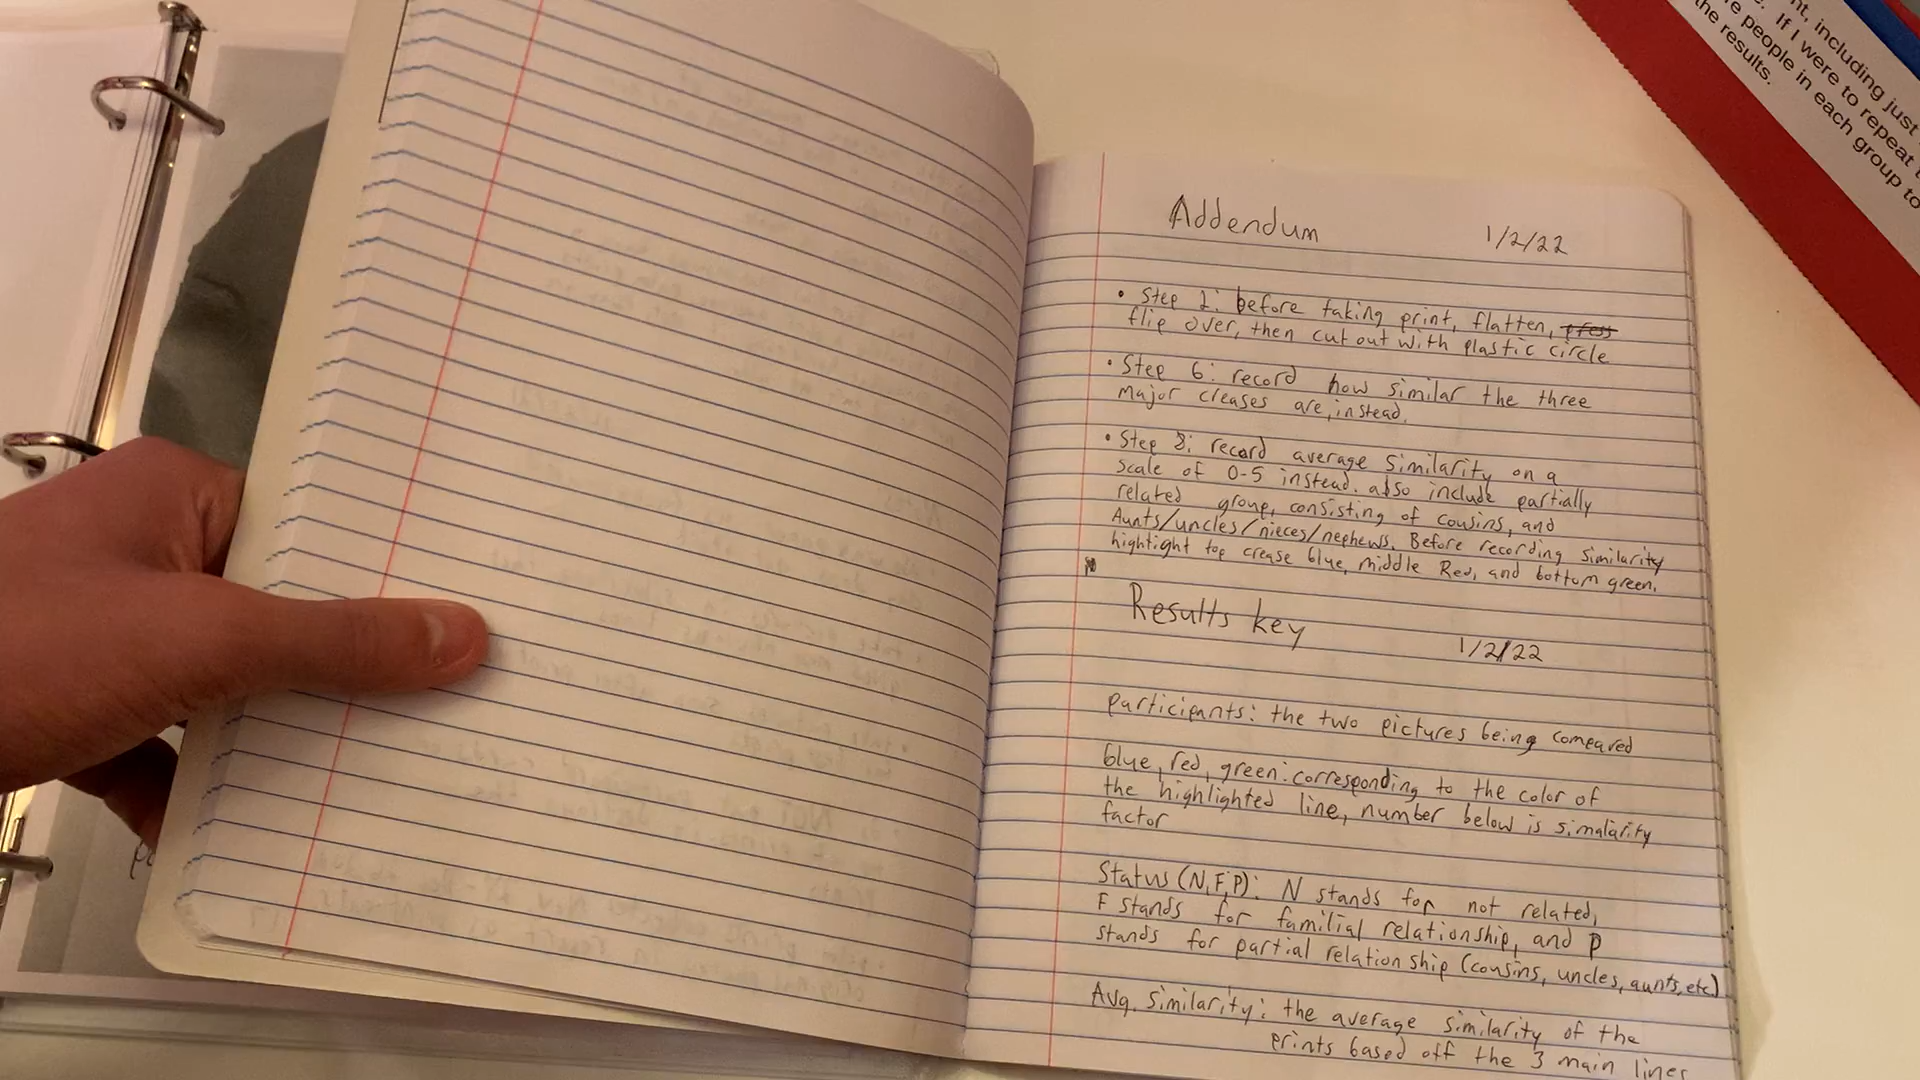 nt, including just
If I were to repeat
e people in each group to
the results.
Addendum 1/2/22
• Step 1: before taking print, flatten, press
flip over, then cut out with plastic circle
• Step 6: record how similar the three
major creases are, instead.
• Step 8: record average similarity on a
scale of 0-5 instead. also include partially
related group, consisting of cousins, and
Aunts/uncles/nieces/nephews. Before recording similarity
hightight top crease blue, middle Red, and bottom green.
Results key
1/2/22
participants: the two pictures being compared
blue, red, green: corresponding to the color of
the highlighted line, number below is simalarity
factor
Status (N,F,P): N stands for not related,
F stands for familial relationship, and p
stands for partial relationship (cousins, uncles, aunts, etc.)
Avg. similarity: the average similarity of the
prints based off the 3 main lines